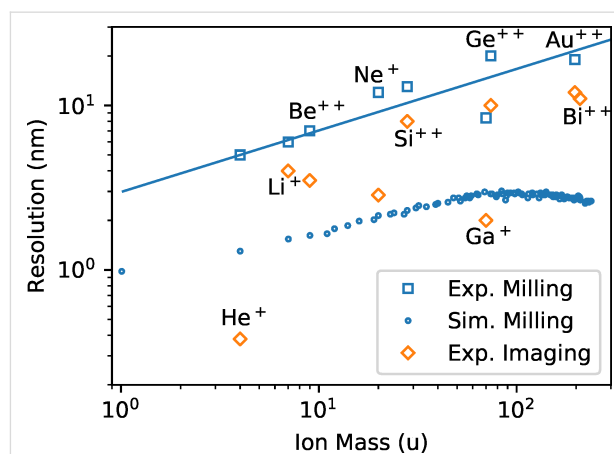 Ge⁺⁺
Au⁺⁺
Ne⁺
Be⁺⁺
Bi⁺⁺
Si⁺⁺
Li⁺
Ga⁺
He⁺
Exp. Milling
Sim. Milling
Exp. Imaging
10¹
10⁰
Resolution (nm)
10⁰ 10¹ 10²
Ion Mass (u)